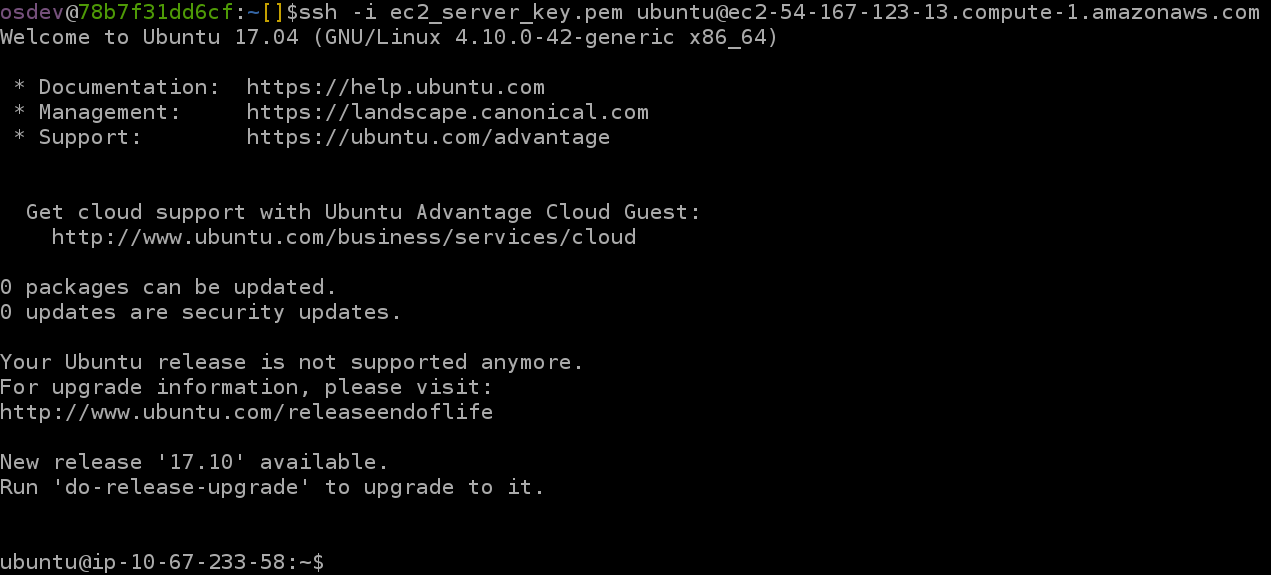 osdev@78b7f31dd6cf:~[]$ssh -i ec2_server_key.pem ubuntu@ec2-54-167-123-13.compute-1.amazonaws.com
Welcome to Ubuntu 17.04 (GNU/Linux 4.10.0-42-generic x86_64)
* Documentation:  https://help.ubuntu.com
* Management:     https://landscape.canonical.com
* Support:        https://ubuntu.com/advantage
Get cloud support with Ubuntu Advantage Cloud Guest:
http://www.ubuntu.com/business/services/cloud
0 packages can be updated.
0 updates are security updates.
Your Ubuntu release is not supported anymore.
For upgrade information, please visit:
http://www.ubuntu.com/releaseendoflife
New release '17.10' available.
Run 'do-release-upgrade' to upgrade to it.
ubuntu@ip-10-67-233-58:~$